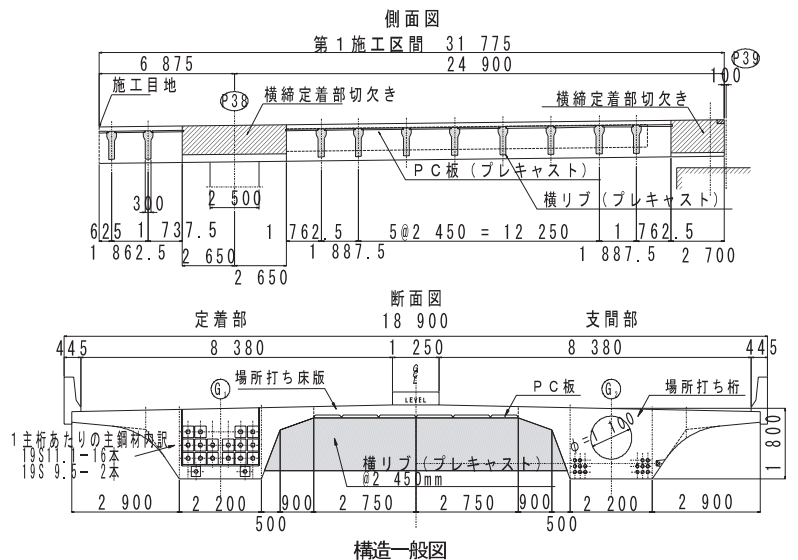 側面図
第1施工区間 31 775
6 875
24 900
100
P39
施工目地
P38
横締定着部切欠き
横締定着部切欠き
PC板 (プレキャスト)
横リブ (プレキャスト)
300
2 500
625
1 737.5
1 762.5
5@2 450 = 12 250
1 762.5
1 862.5
2 650
1 887.5
1 887.5
2 700
2 650
断面図
定着部
18 900
支間部
445
8 380
1 250
8 380
445
場所打ち床版
LEVEL
PC板
場所打ち桁
G₁
φ=1 100
1 800
1主桁あたりの主鋼材内訳
19S11.1-16本
19S 9.5- 2本
横リブ (プレキャスト)
@2 450mm
2 900
2 200
900
2 750
2 750
900
2 200
2 900
500
500
構造一般図